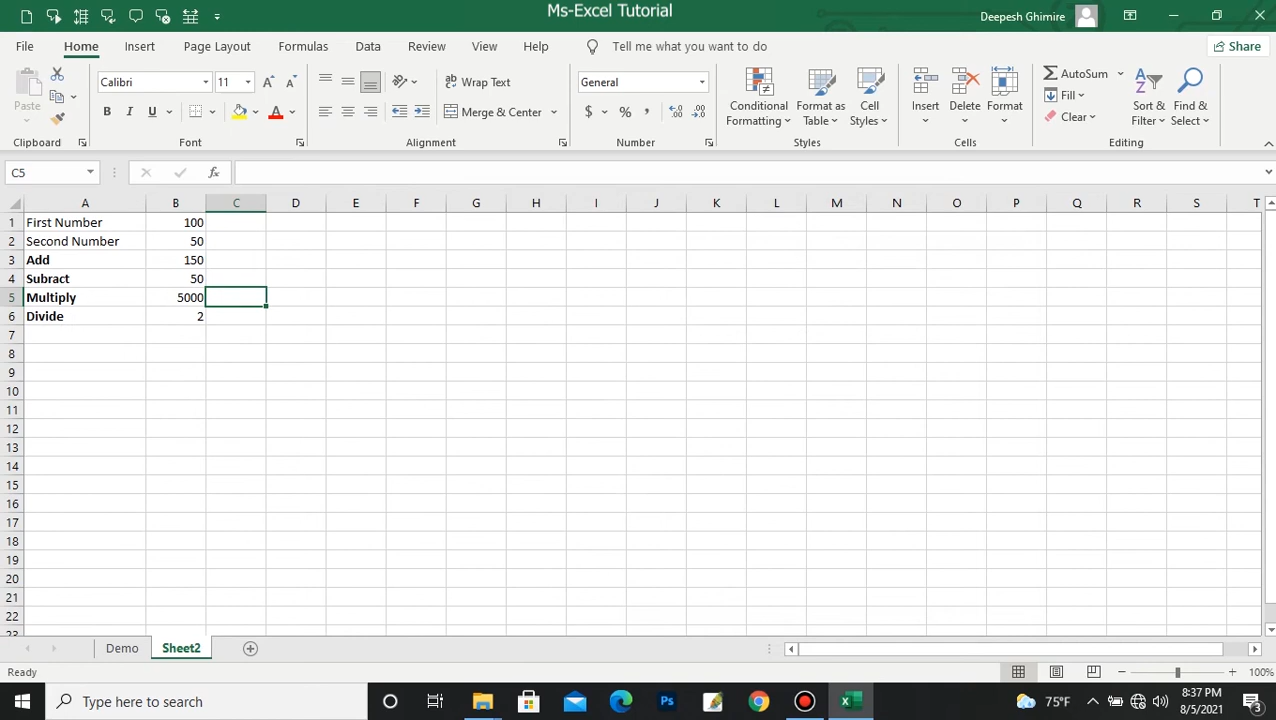 Ms-Excel Tutorial
Deepesh Ghimire
File Home Insert Page Layout Formulas Data Review View Help Tell me what you want to do Share
Paste
Calibri 11
B I U
A A
A
ab
Wrap Text
Merge & Center
General
$ % ,
Conditional Formatting
Format as Table
Cell Styles
Insert
Delete
Format
AutoSum
Fill
Clear
Sort & Filter
Find & Select
Clipboard Font Alignment Number Styles Cells Editing
C5 fx
A B C D E F G H I J K L M N O P Q R S T
1 First Number 100
2 Second Number 50
3 Add 150
4 Subract 50
5 Multiply 5000
6 Divide 2
7
8
9
10
11
12
13
14
15
16
17
18
19
20
21
22
23
Demo Sheet2
Ready 100%
Type here to search
Ps
75°F
8:37 PM
8/5/2021
3